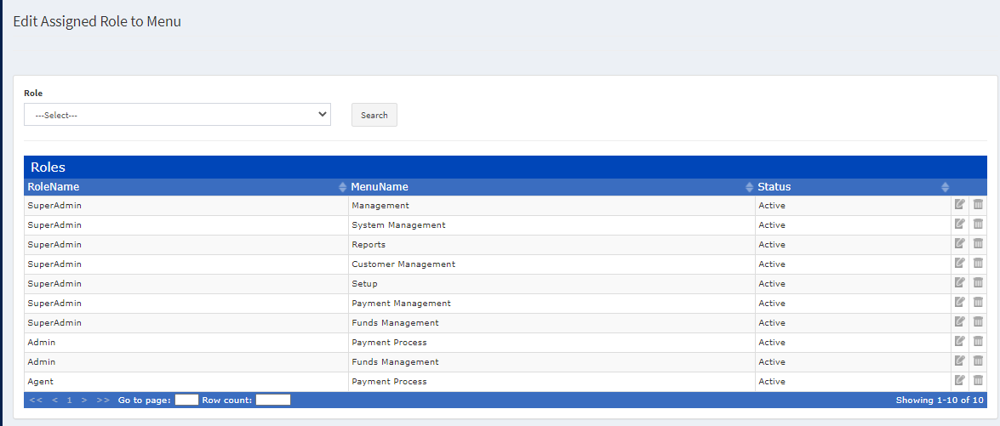 Edit Assigned Role to Menu
Role
---Select---
Search
Roles
RoleName MenuName Status
SuperAdmin Management Active
SuperAdmin System Management Active
SuperAdmin Reports Active
SuperAdmin Customer Management Active
SuperAdmin Setup Active
SuperAdmin Payment Management Active
SuperAdmin Funds Management Active
Admin Payment Process Active
Admin Funds Management Active
Agent Payment Process Active
<< < 1 > >> Go to page: Row count: Showing 1-10 of 10